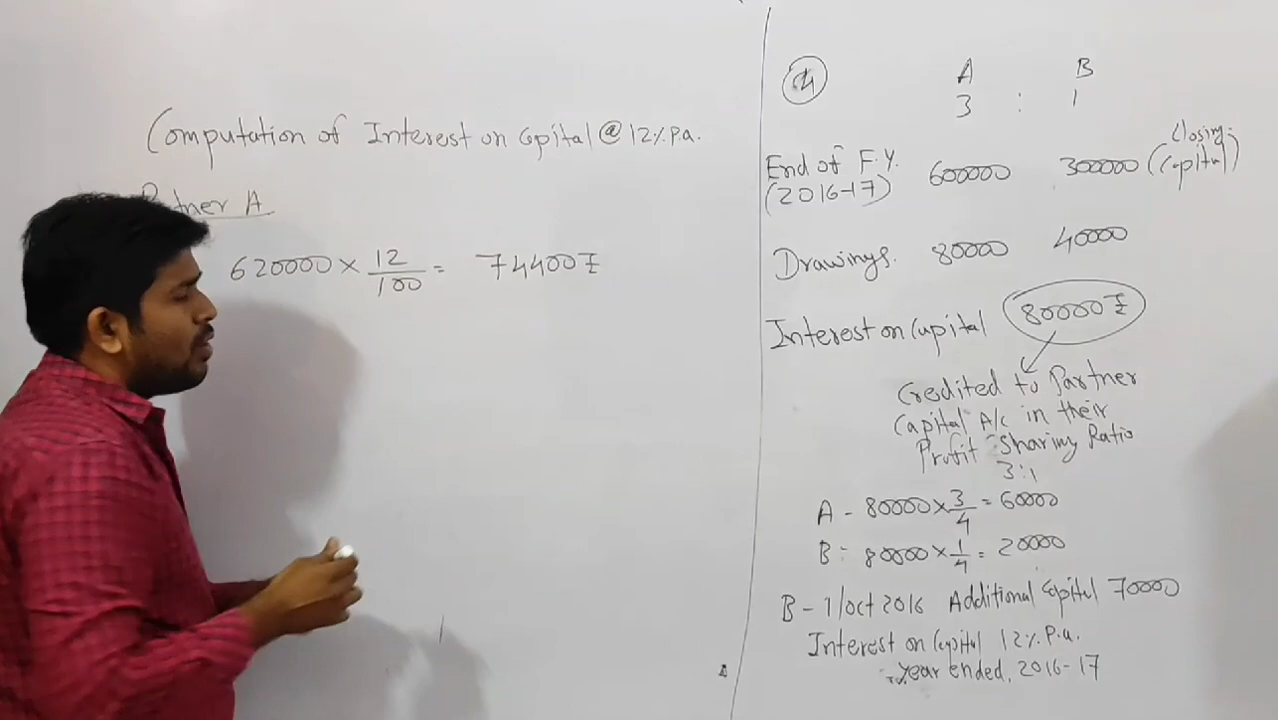 Computation of Interest on Capital @ 12% P.a.
Partner A
620000 × 12/100 = 74400₹
4
A B
3 : 1
End of F.Y. 600000 300000 (Closing Capital)
(2016-17)
Drawings. 80000 40000
Interest on Capital 80000₹
Credited to Partner
Capital A/c in their
Profit Sharing Ratio
3:1
A - 80000 × 3/4 = 60000
B = 80000 × 1/4 = 20000
B - 1/Oct 2016 Additional Capital 70000
Interest on Capital 12% P.a.
year ended, 2016-17